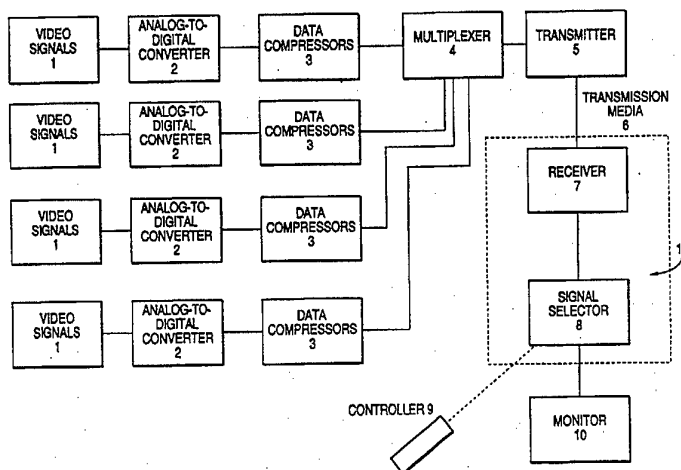 VIDEO
SIGNALS
1
ANALOG-TO-
DIGITAL
CONVERTER
2
DATA
COMPRESSORS
3
MULTIPLEXER
4
TRANSMITTER
5
VIDEO
SIGNALS
1
ANALOG-TO-
DIGITAL
CONVERTER
2
DATA
COMPRESSORS
3
TRANSMISSION
MEDIA
6
RECEIVER
7
VIDEO
SIGNALS
1
ANALOG-TO-
DIGITAL
CONVERTER
2
DATA
COMPRESSORS
3
1
VIDEO
SIGNALS
1
ANALOG-TO-
DIGITAL
CONVERTER
2
DATA
COMPRESSORS
3
SIGNAL
SELECTOR
8
CONTROLLER 9
MONITOR
10